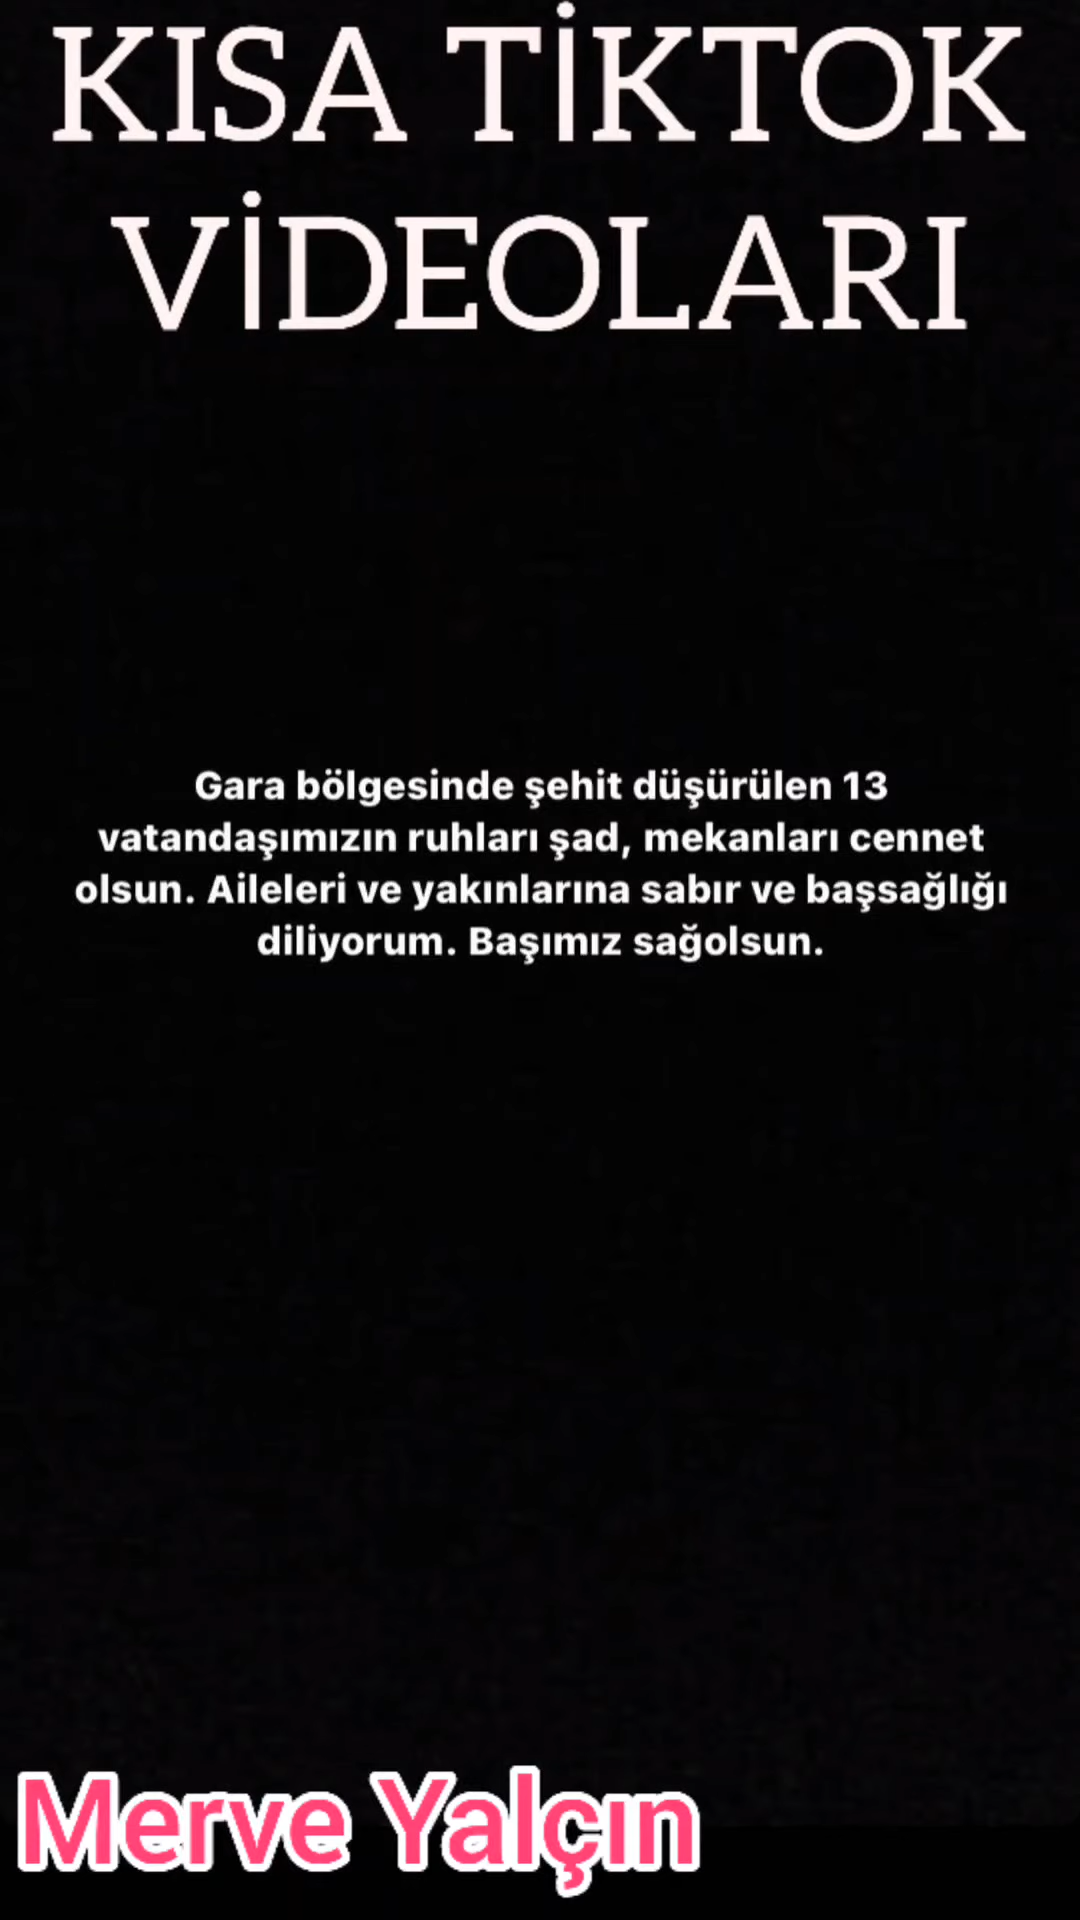 KISA TİKTOK
VİDEOLARI
Gara bölgesinde şehit düşürülen 13
vatandaşımızın ruhları şad, mekanları cennet
olsun. Aileleri ve yakınlarına sabır ve başsağlığı
diliyorum. Başımız sağolsun.
Merve Yalçın